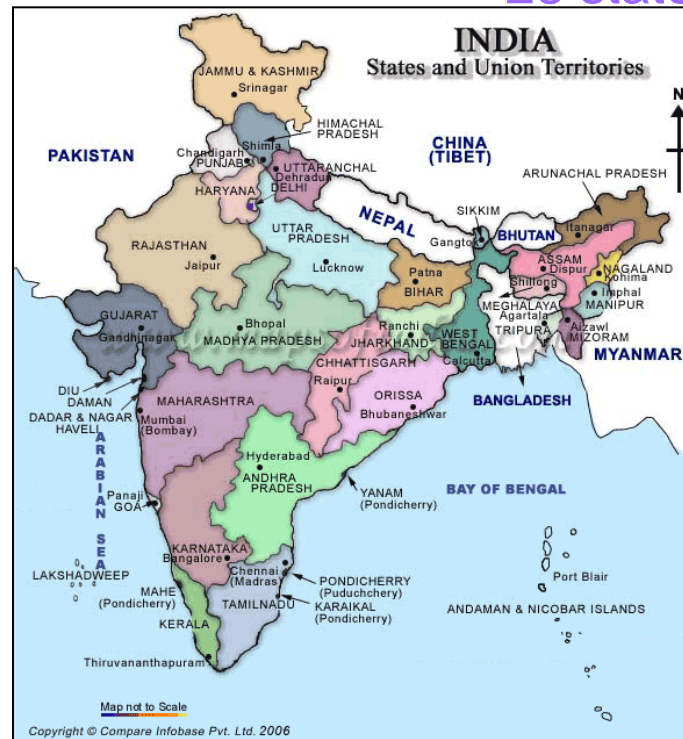 INDIA
States and Union Territories
N
JAMMU & KASHMIR
Srinagar
HIMACHAL
PRADESH
Shimla
Chandigarh
PUNJAB
UTTARANCHAL
Dehradun
HARYANA
DELHI
PAKISTAN
CHINA
(TIBET)
ARUNACHAL PRADESH
NEPAL
SIKKIM
Gangto
BHUTAN
Itanagar
RAJASTHAN
Jaipur
UTTAR
PRADESH
Lucknow
Patna
BIHAR
ASSAM
Dispur
NAGALAND
Kohima
Shillong
MEGHALAYA
Imphal
MANIPUR
Agartala
TRIPURA
Aizawl
MIZORAM
MYANMAR
GUJARAT
Gandhinagar
Bhopal
MADHYA PRADESH
Ranchi
JHARKHAND
WEST
BENGAL
Calcutta
CHHATTISGARH
Raipur
BANGLADESH
DIU
DAMAN
DADAR & NAGAR
HAVELI
MAHARASHTRA
Mumbai
(Bombay)
ORISSA
Bhubaneshwar
ARABIAN SEA
Hyderabad
ANDHRA
PRADESH
YANAM
(Pondicherry)
BAY OF BENGAL
Panaji
GOA
KARNATAKA
Bangalore
Chennai
(Madras)
LAKSHADWEEP
MAHE
(Pondicherry)
PONDICHERRY
(Puduchchery)
KARAIKAL
(Pondicherry)
TAMILNADU
KERALA
Thiruvananthapuram
Port Blair
ANDAMAN & NICOBAR ISLANDS
Map not to Scale
Copyright © Compare Infobase Pvt. Ltd. 2006